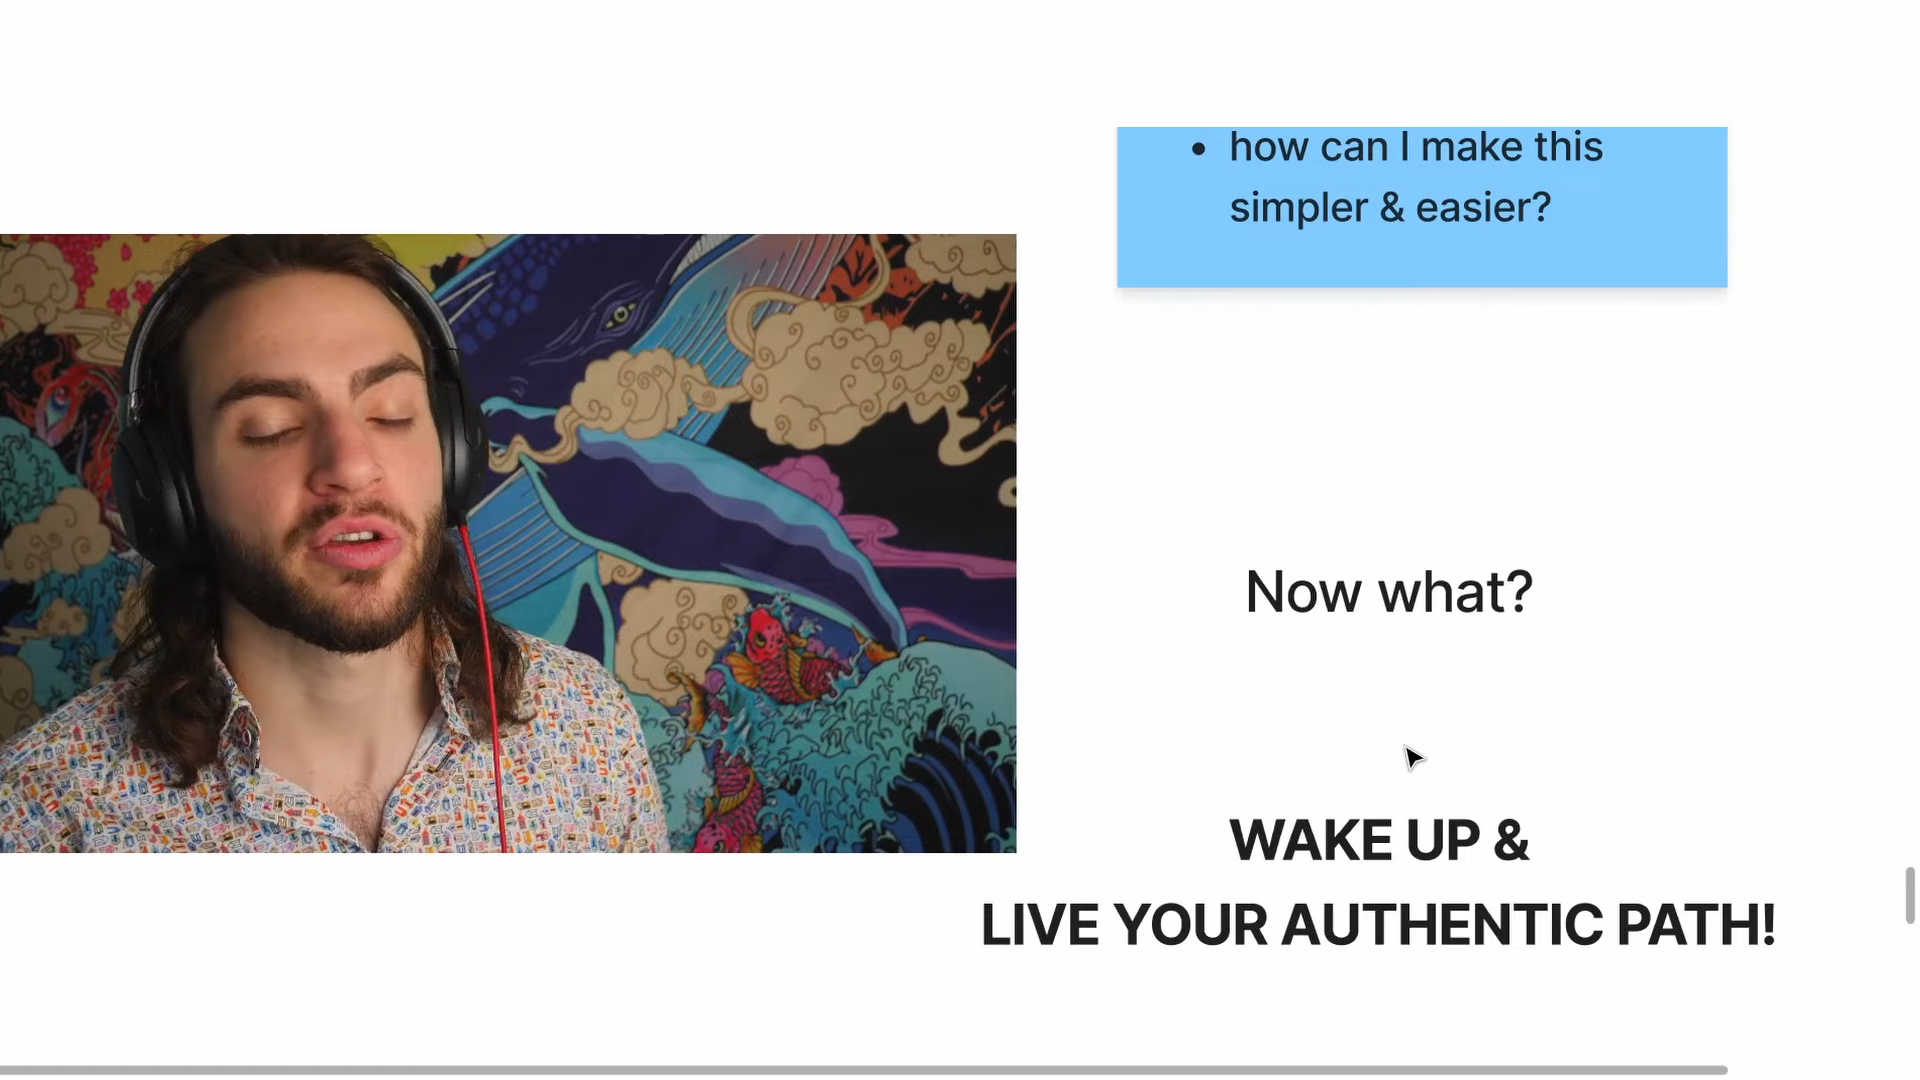 • how can I make this
simpler & easier?
Now what?
WAKE UP &
LIVE YOUR AUTHENTIC PATH!